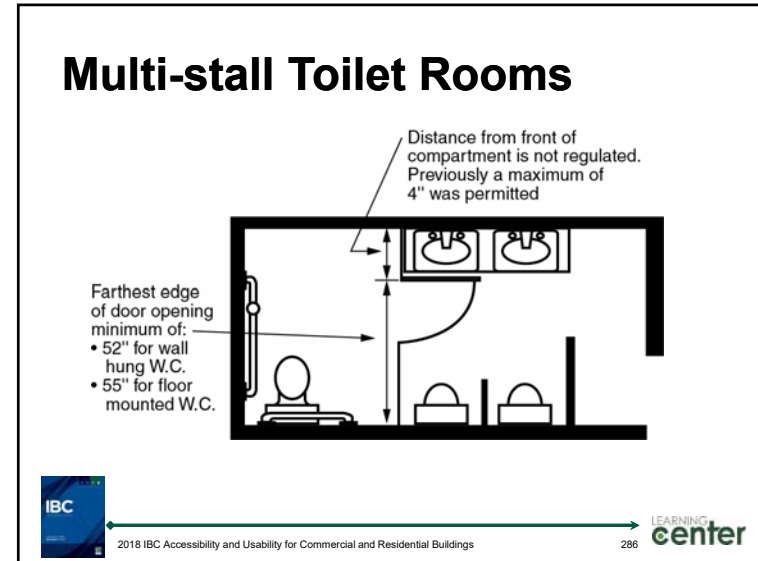 Multi-stall Toilet Rooms
Distance from front of
compartment is not regulated.
Previously a maximum of
4" was permitted
Farthest edge
of door opening
minimum of:
• 52" for wall
hung W.C.
• 55" for floor
mounted W.C.
IBC
2018 IBC Accessibility and Usability for Commercial and Residential Buildings
286
LEARNING
center